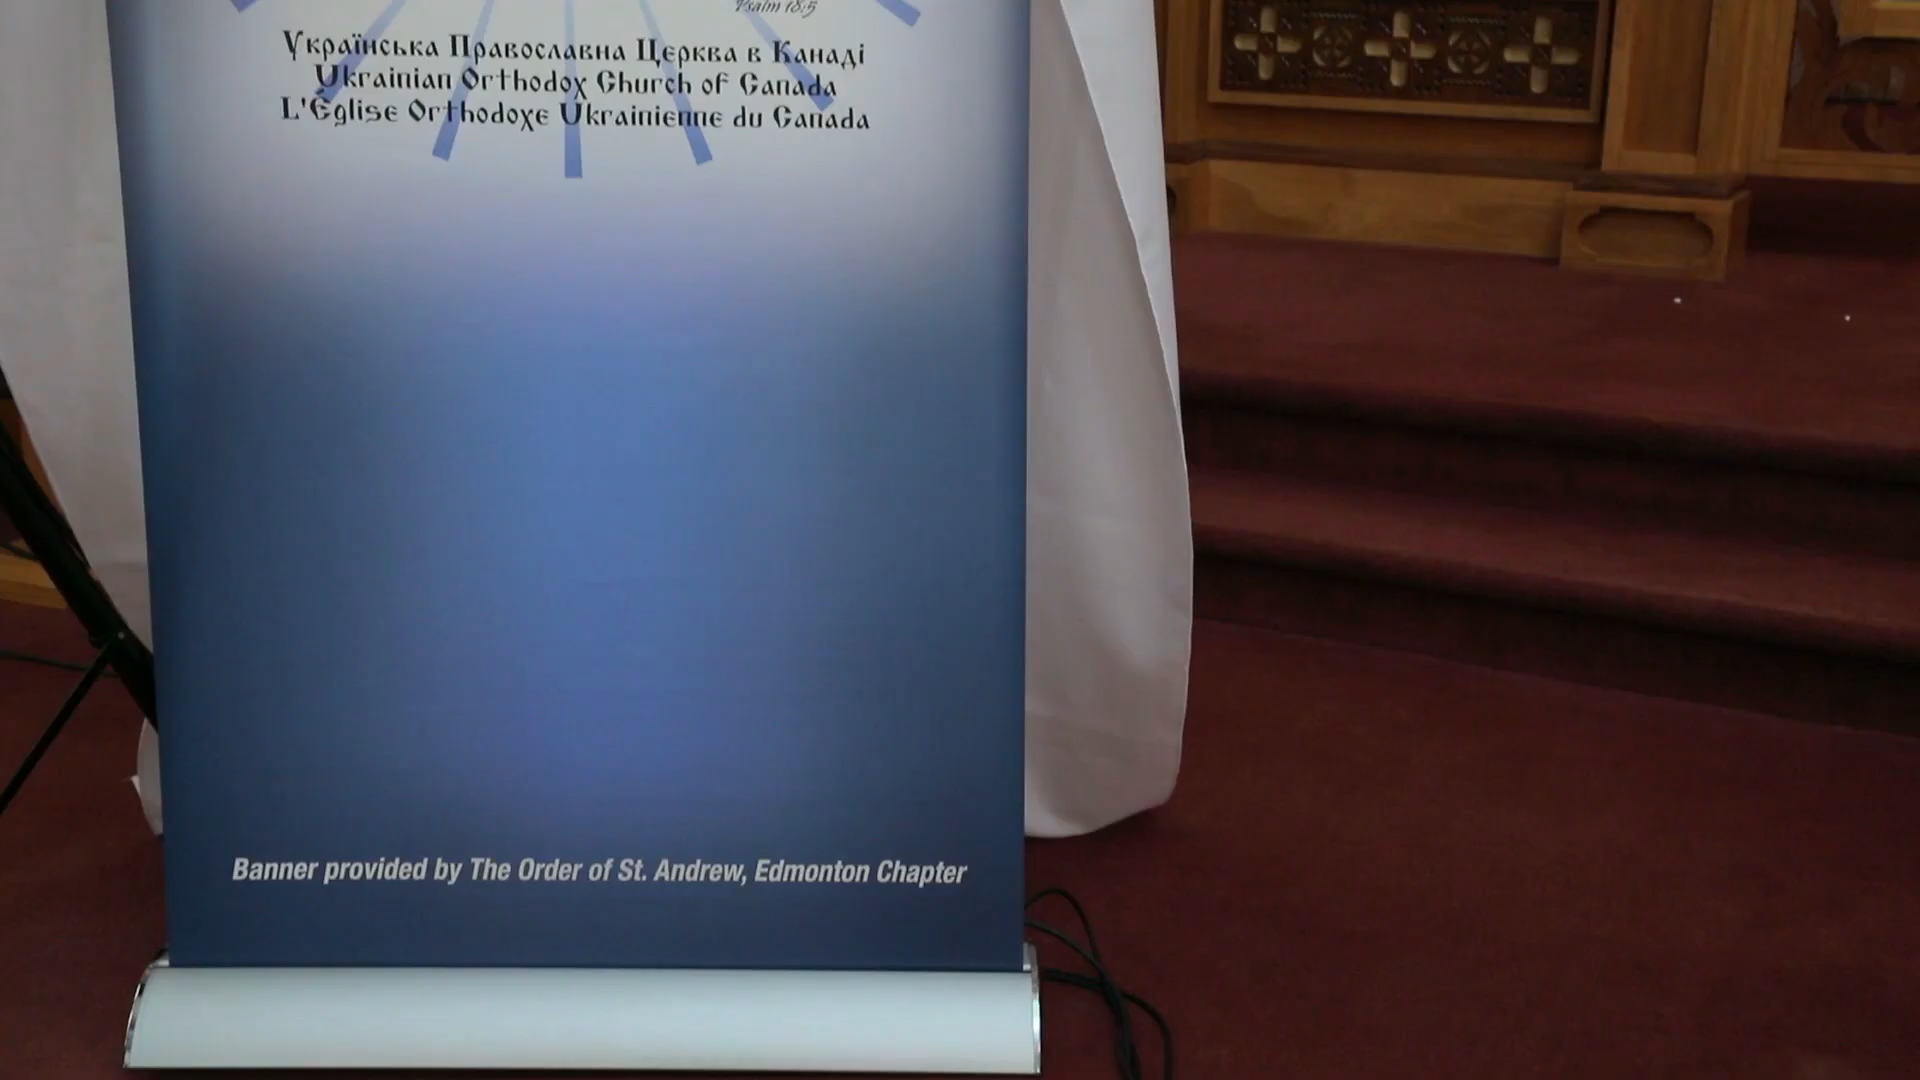 Psalm 18:5
Українська Православна Церква в Канаді
Ukrainian Orthodox Church of Canada
L'Église Orthodoxe Ukrainienne du Canada
Banner provided by The Order of St. Andrew, Edmonton Chapter